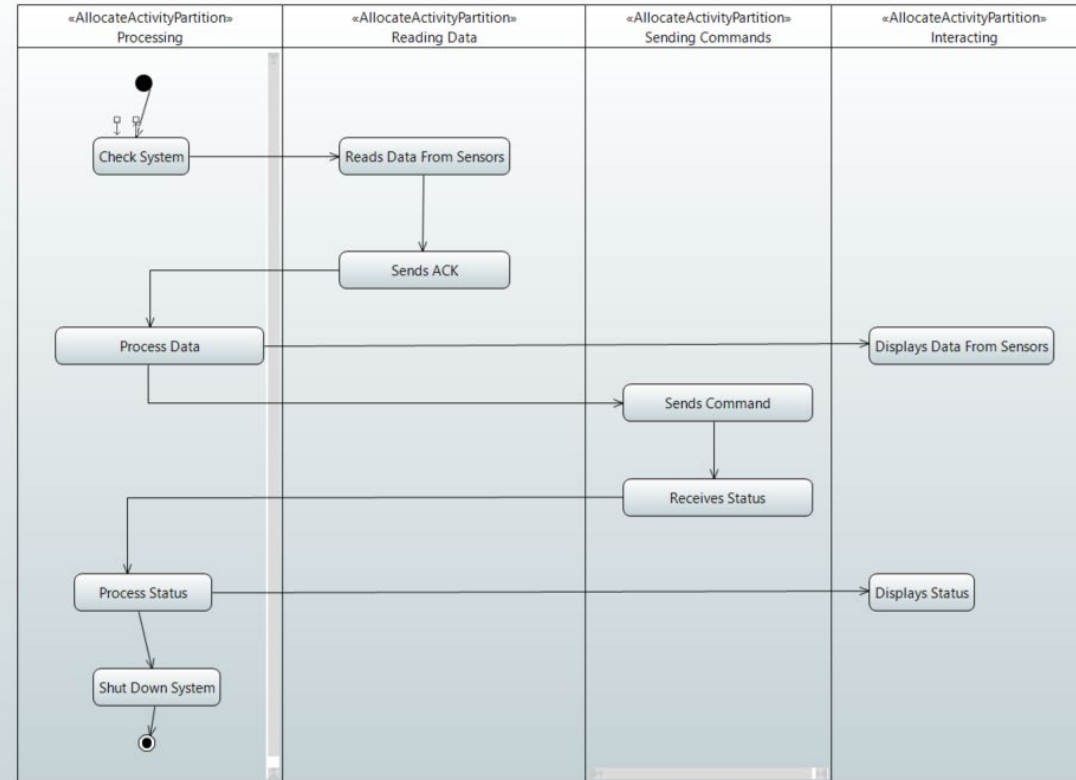 «AllocateActivityPartition»
Processing
«AllocateActivityPartition»
Reading Data
«AllocateActivityPartition»
Sending Commands
«AllocateActivityPartition»
Interacting
Check System
Reads Data From Sensors
Sends ACK
Process Data
Displays Data From Sensors
Sends Command
Receives Status
Process Status
Displays Status
Shut Down System